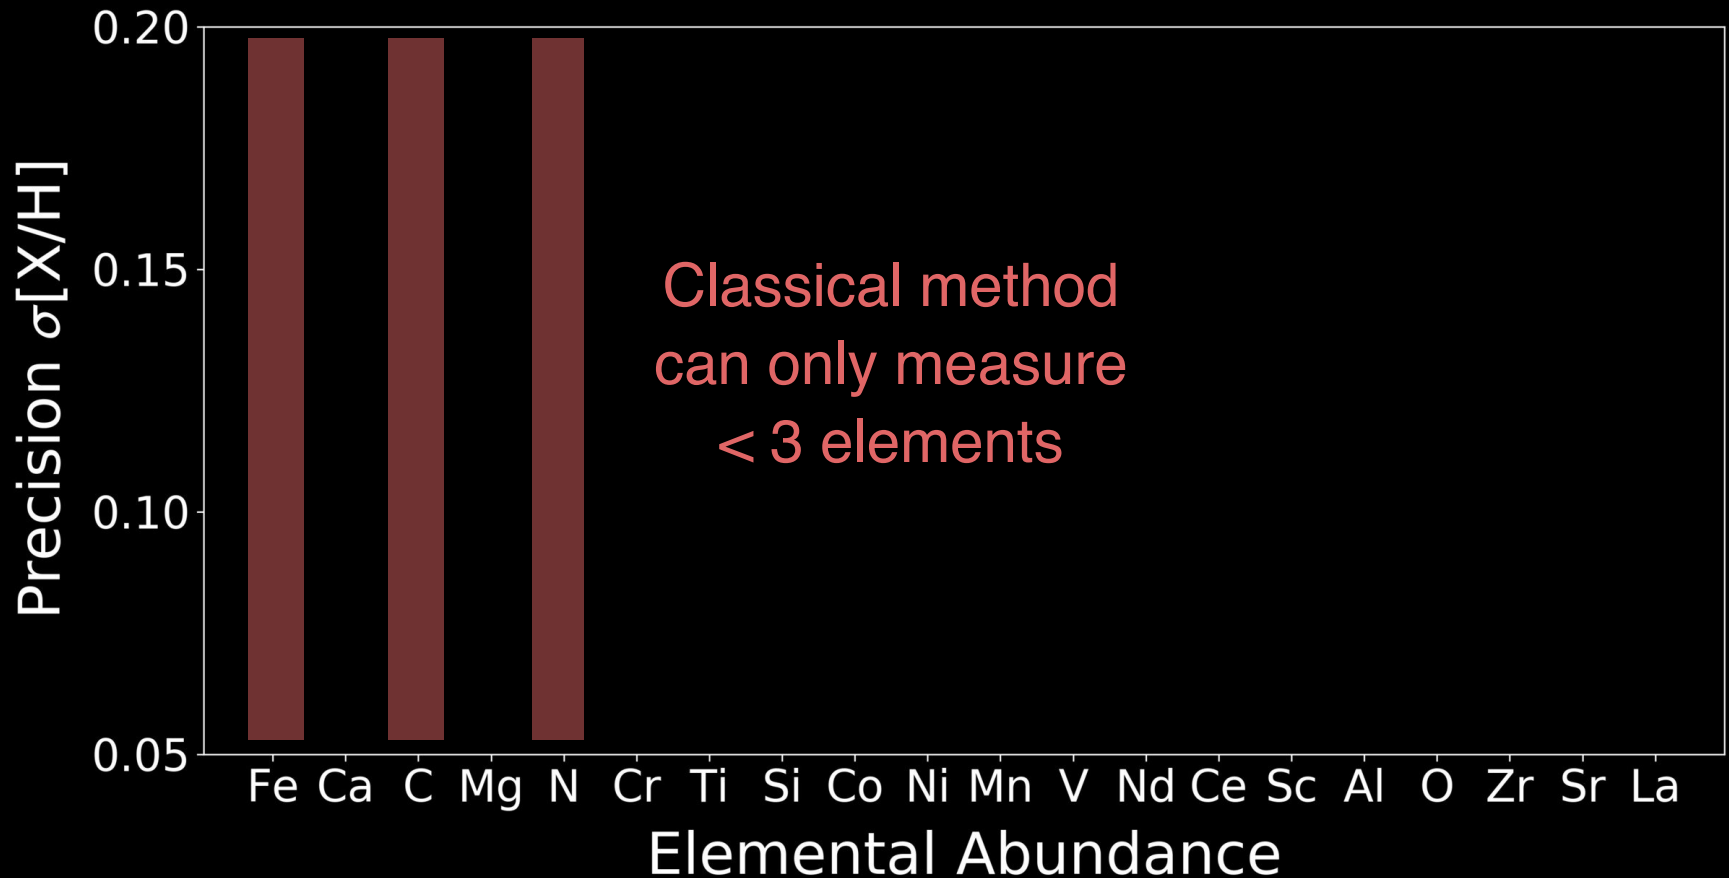 0.20
0.15
0.10
0.05
Precision σ[X/H]
Classical method
can only measure
< 3 elements
Fe Ca C Mg N Cr Ti Si Co Ni Mn V Nd Ce Sc Al O Zr Sr La
Elemental Abundance